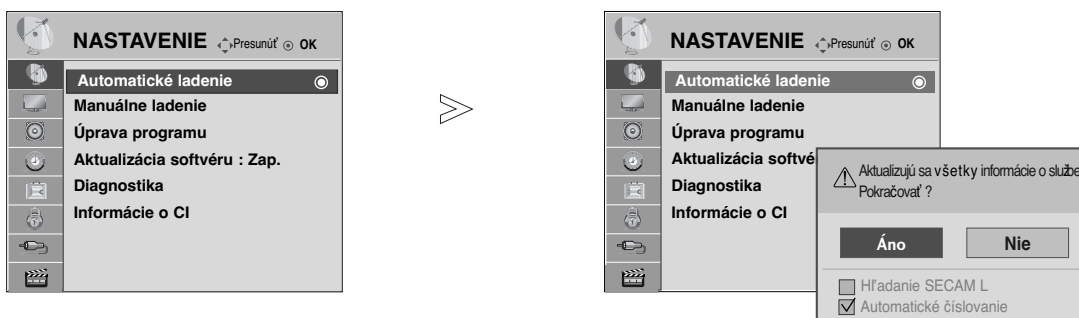 NASTAVENIE Presunúť OK
Automatické ladenie
Manuálne ladenie
Úprava programu
Aktualizácia softvéru : Zap.
Diagnostika
Informácie o CI
NASTAVENIE Presunúť OK
Automatické ladenie
Manuálne ladenie
Úprava programu
Aktualizácia softvé
Diagnostika
Informácie o CI
Aktualizujú sa všetky informácie o službe
Pokračovať ?
Áno Nie
Hľadanie SECAM L
Automatické číslovanie